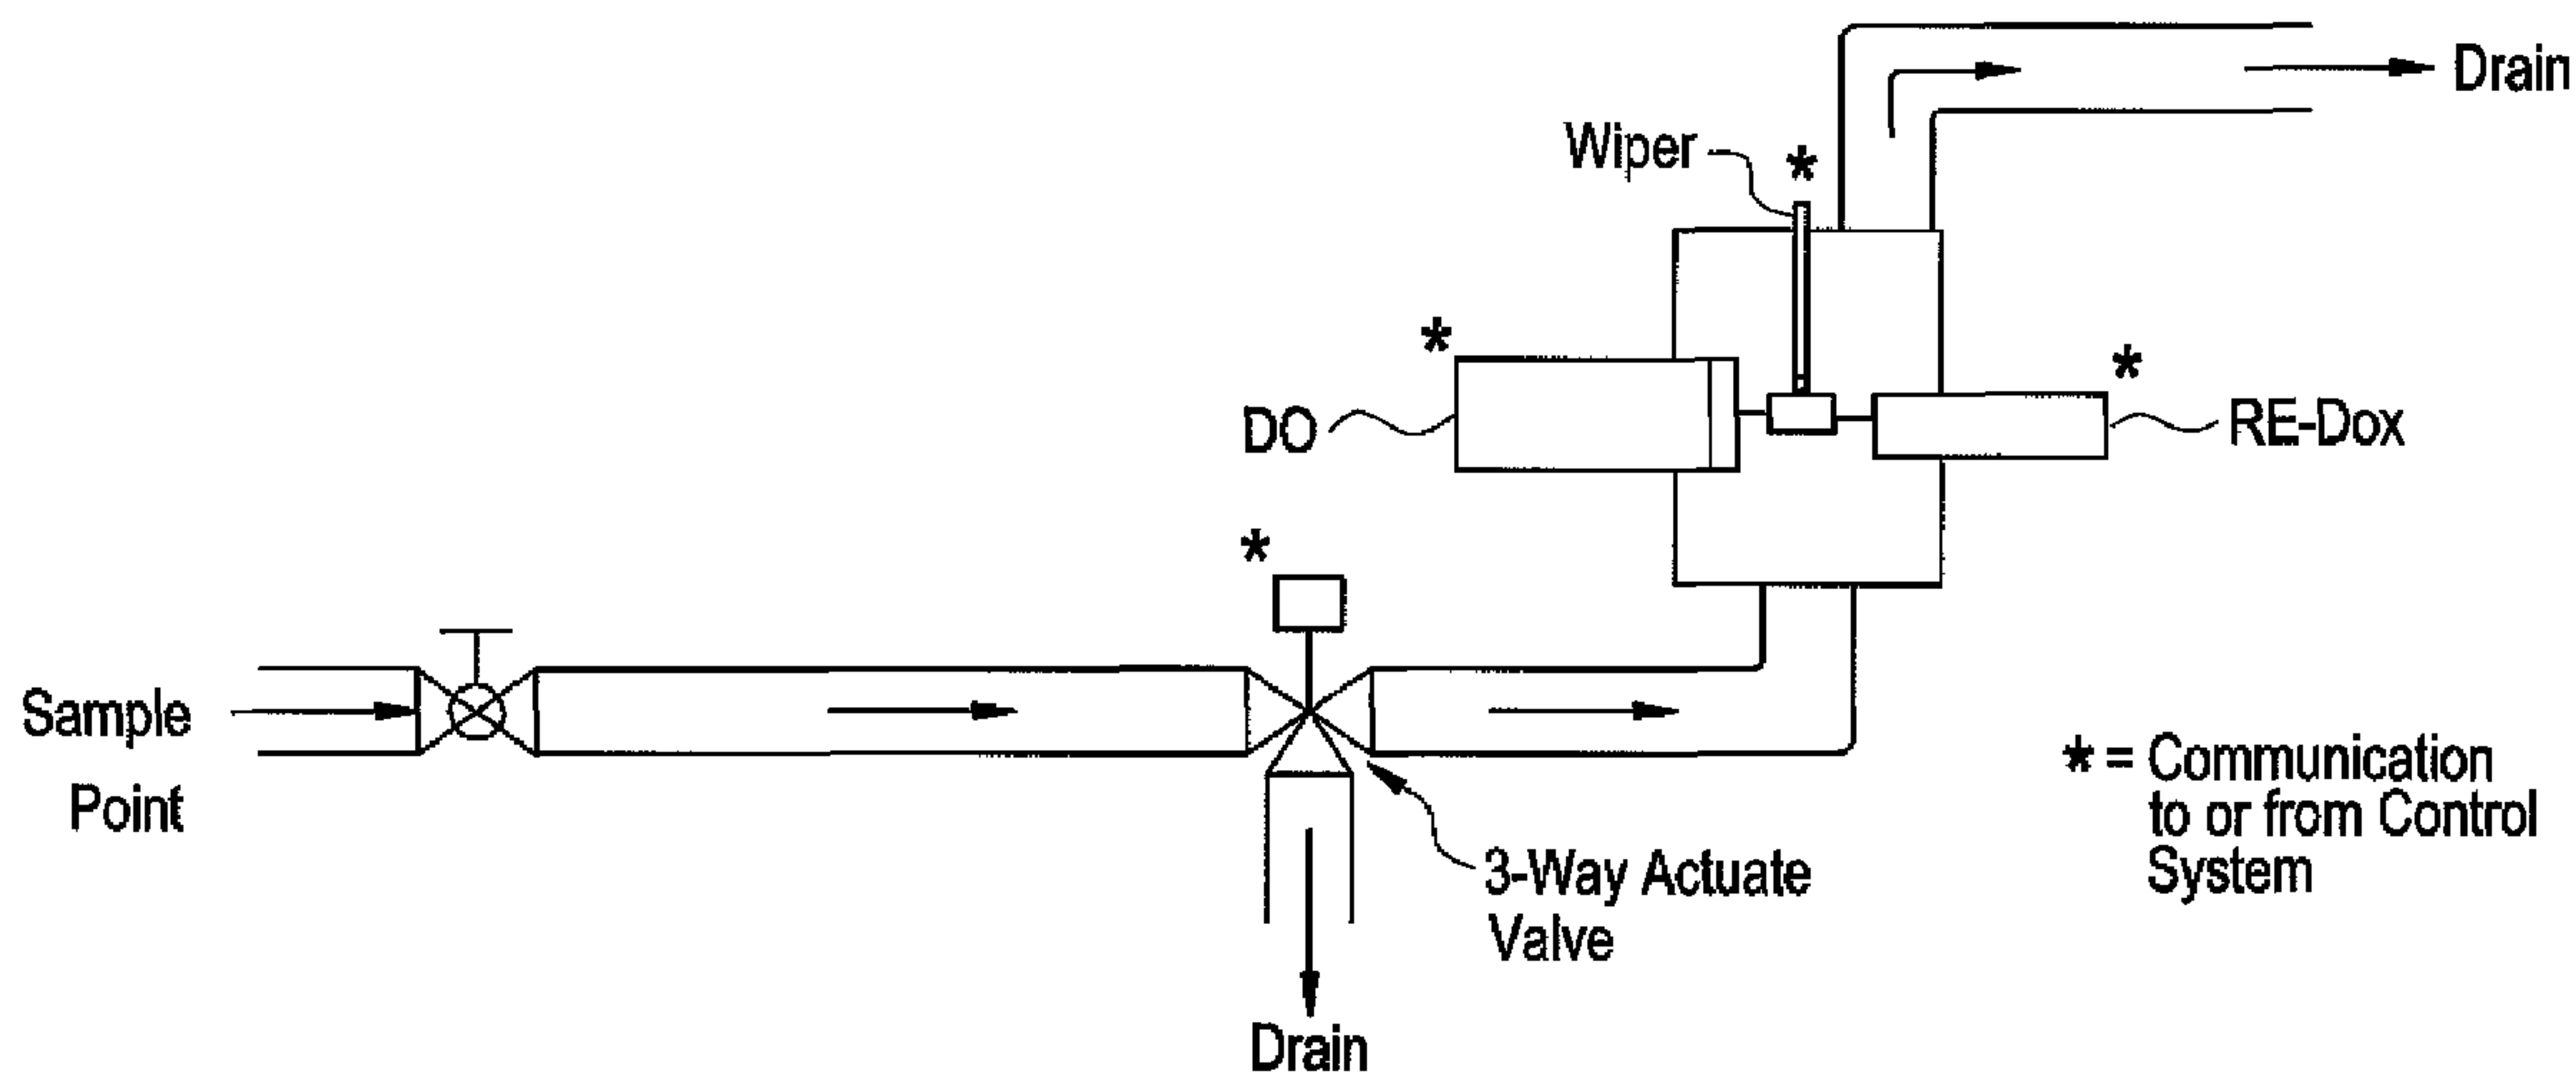 Drain
Wiper *
*
*
DO
RE-Dox
*
Sample
Point
* = Communication
to or from Control
System
3-Way Actuate
Valve
Drain